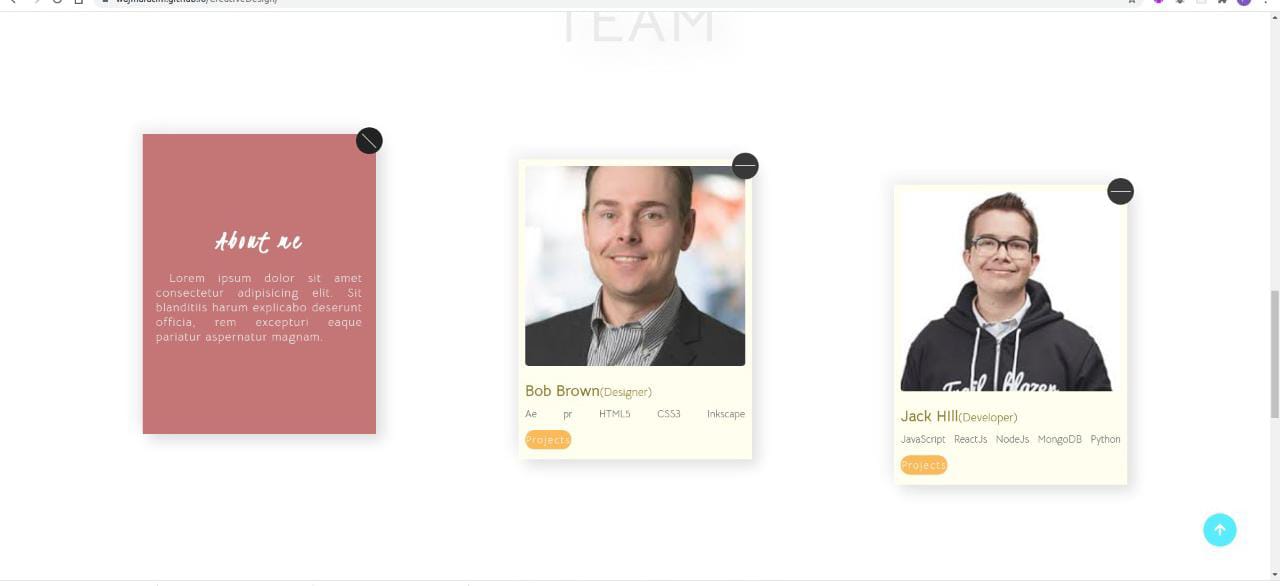 TEAM
About me
Lorem ipsum dolor sit amet
consectetur adipisicing elit. Sit
blanditiis harum explicabo deserunt
officia, rem excepturi eaque
pariatur aspernatur magnam.
Bob Brown(Designer)
Ae pr HTML5 CSS3 Inkscape
Projects
Trail blazer
Jack HIll(Developer)
JavaScript ReactJs NodeJs MongoDB Python
Projects